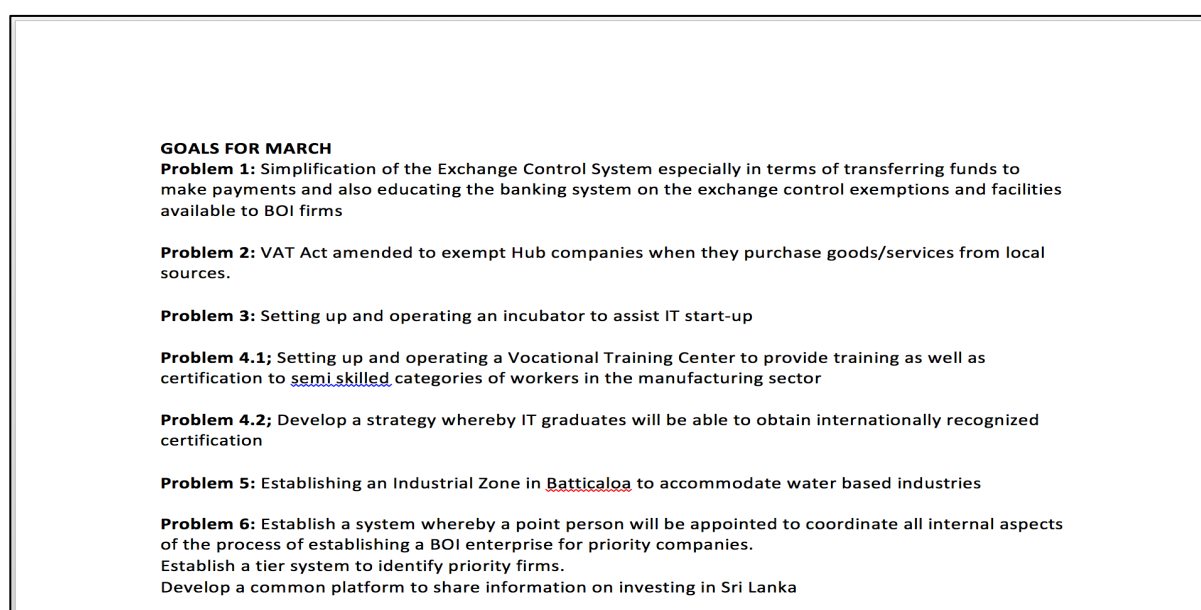 GOALS FOR MARCH
Problem 1: Simplification of the Exchange Control System especially in terms of transferring funds to
make payments and also educating the banking system on the exchange control exemptions and facilities
available to BOI firms
Problem 2: VAT Act amended to exempt Hub companies when they purchase goods/services from local
sources.
Problem 3: Setting up and operating an incubator to assist IT start-up
Problem 4.1; Setting up and operating a Vocational Training Center to provide training as well as
certification to semi skilled categories of workers in the manufacturing sector
Problem 4.2; Develop a strategy whereby IT graduates will be able to obtain internationally recognized
certification
Problem 5: Establishing an Industrial Zone in Batticaloa to accommodate water based industries
Problem 6: Establish a system whereby a point person will be appointed to coordinate all internal aspects
of the process of establishing a BOI enterprise for priority companies.
Establish a tier system to identify priority firms.
Develop a common platform to share information on investing in Sri Lanka